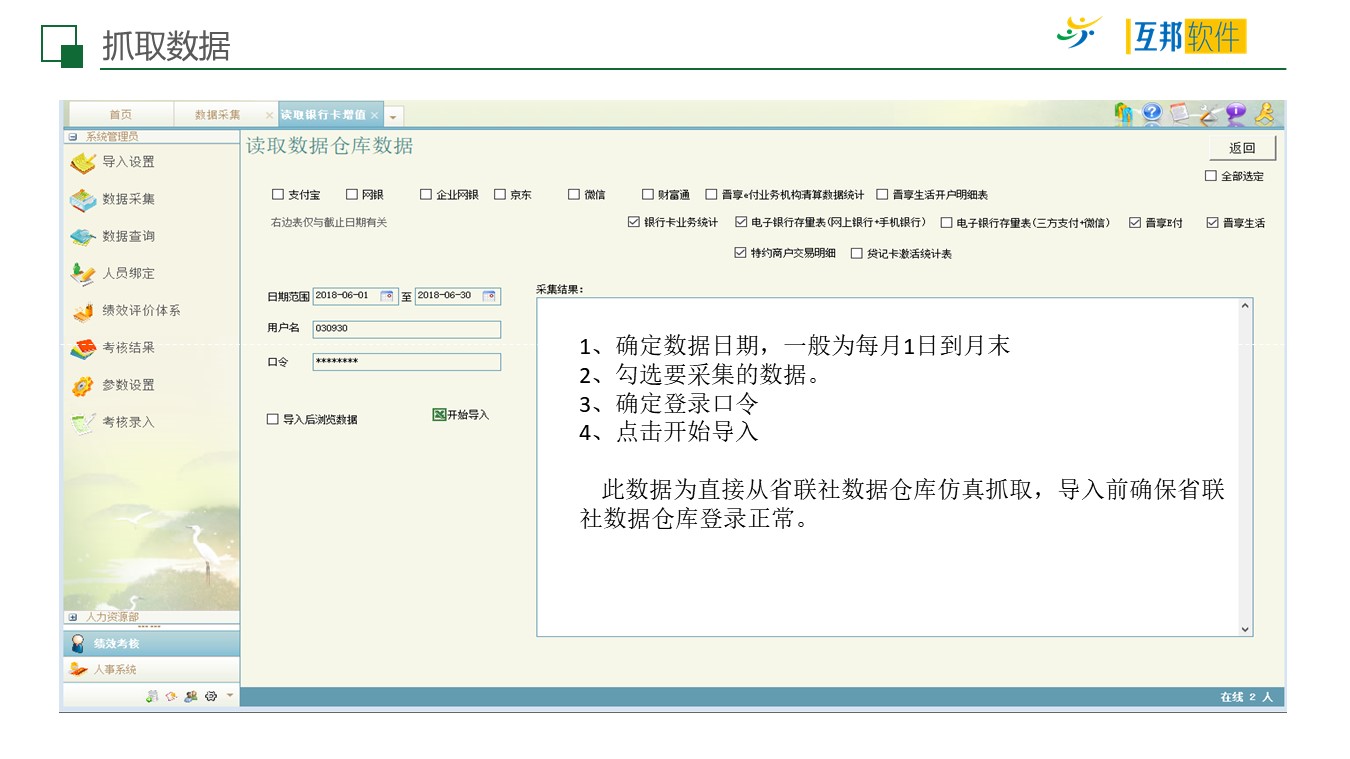 抓取数据
互邦软件
首页 数据采集 读取银行卡增值
系统管理员
导入设置
数据采集
数据查询
人员绑定
绩效评价体系
考核结果
参数设置
考核录入
人力资源部
绩效考核
人事系统
读取数据仓库数据
返回
全部选定
支付宝 网银 企业网银 京东 微信 财富通 晋享e付业务机构清算数据统计 晋享生活开户明细表
右边表仅与截止日期有关 银行卡业务统计 电子银行存量表(网上银行+手机银行) 电子银行存量表(三方支付+微信) 晋享E付 晋享生活
特约商户交易明细 贷记卡激活统计表
日期范围 2018-06-01 至 2018-06-30
用户名 030930
口令 ********
导入后浏览数据 开始导入
采集结果:
1、确定数据日期，一般为每月1日到月末
2、勾选要采集的数据。
3、确定登录口令
4、点击开始导入
此数据为直接从省联社数据仓库仿真抓取，导入前确保省联
社数据仓库登录正常。
在线 2 人